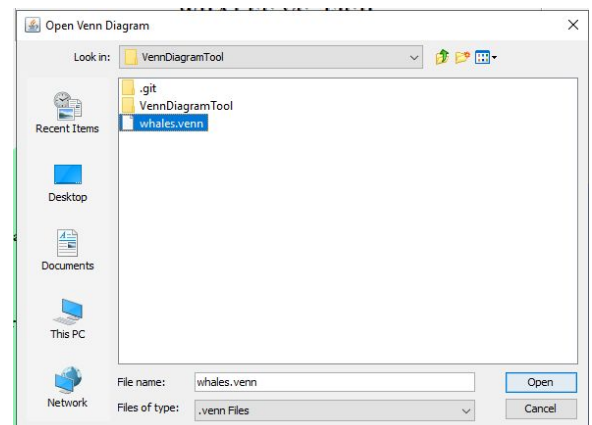 Open Venn Diagram
Look in: VennDiagramTool
.git
VennDiagramTool
whales.venn
Recent Items
Desktop
Documents
This PC
Network
File name: whales.venn Open
Files of type: .venn Files Cancel